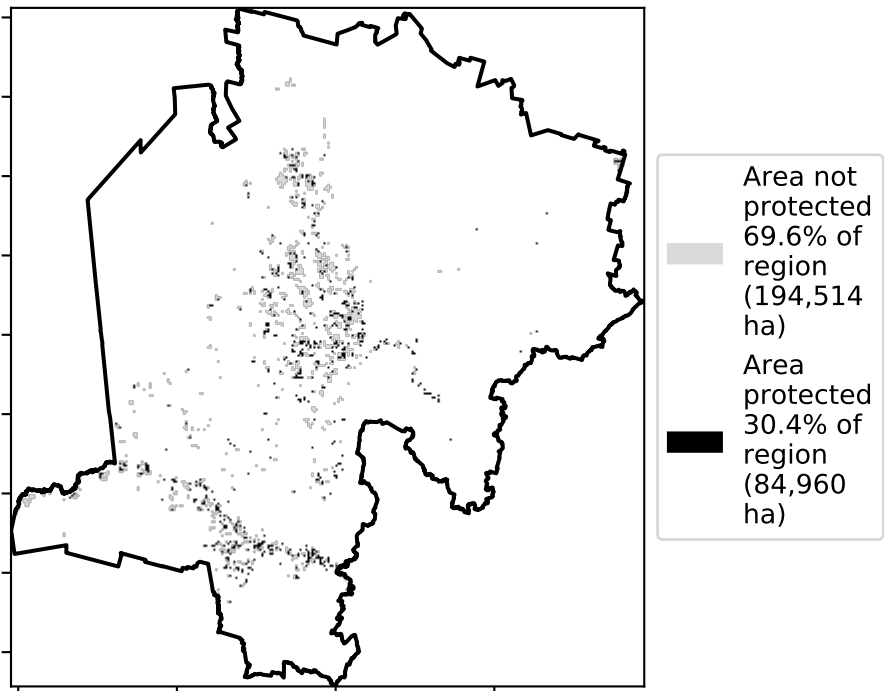 Area not
protected
69.6% of
region
(194,514
ha)
Area
protected
30.4% of
region
(84,960
ha)